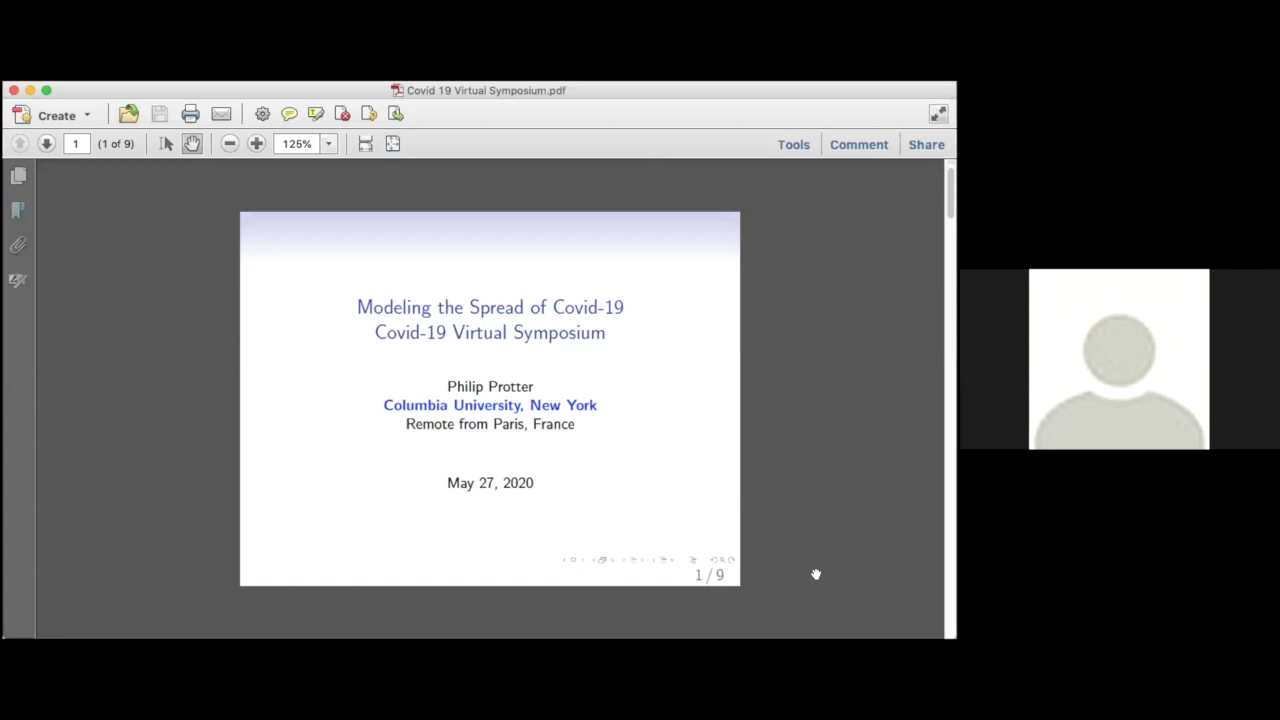 Covid 19 Virtual Symposium.pdf
Create
1 (1 of 9) 125% Tools Comment Share
Modeling the Spread of Covid-19
Covid-19 Virtual Symposium
Philip Protter
Columbia University, New York
Remote from Paris, France
May 27, 2020
1 / 9